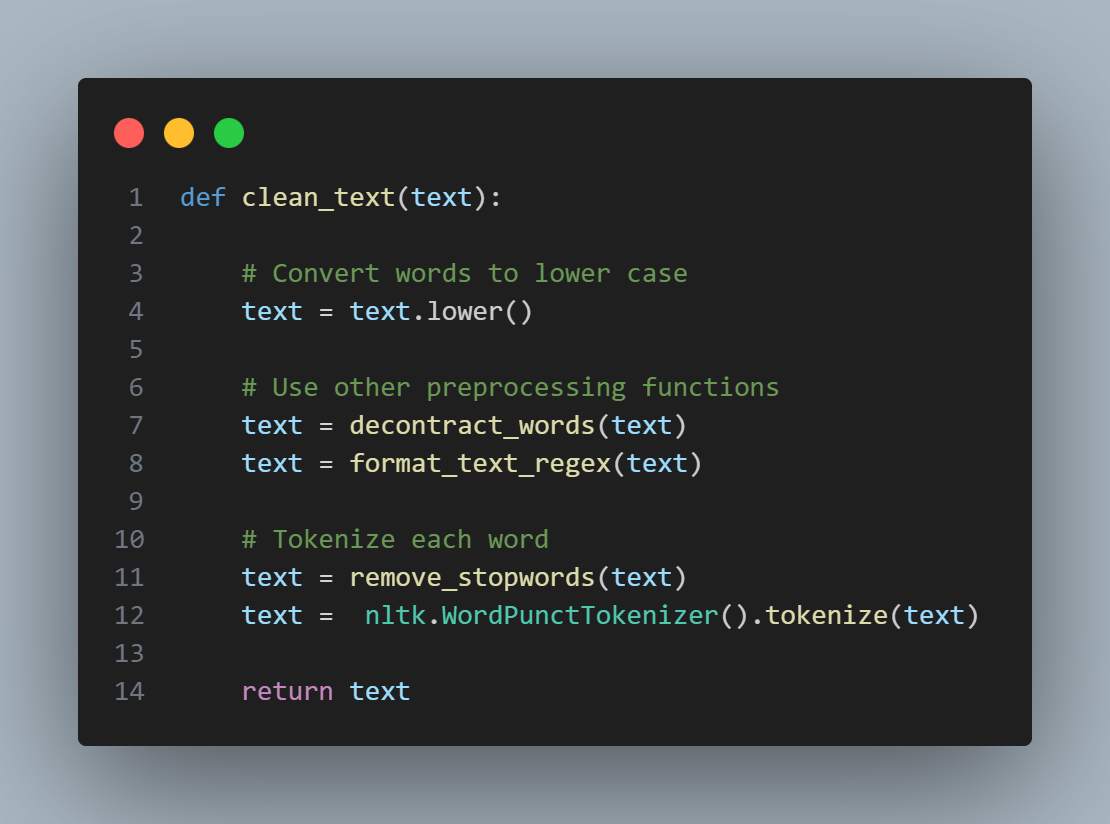 1 def clean_text(text):
2
3     # Convert words to lower case
4     text = text.lower()
5
6     # Use other preprocessing functions
7     text = decontract_words(text)
8     text = format_text_regex(text)
9
10     # Tokenize each word
11     text = remove_stopwords(text)
12     text =  nltk.WordPunctTokenizer().tokenize(text)
13
14     return text